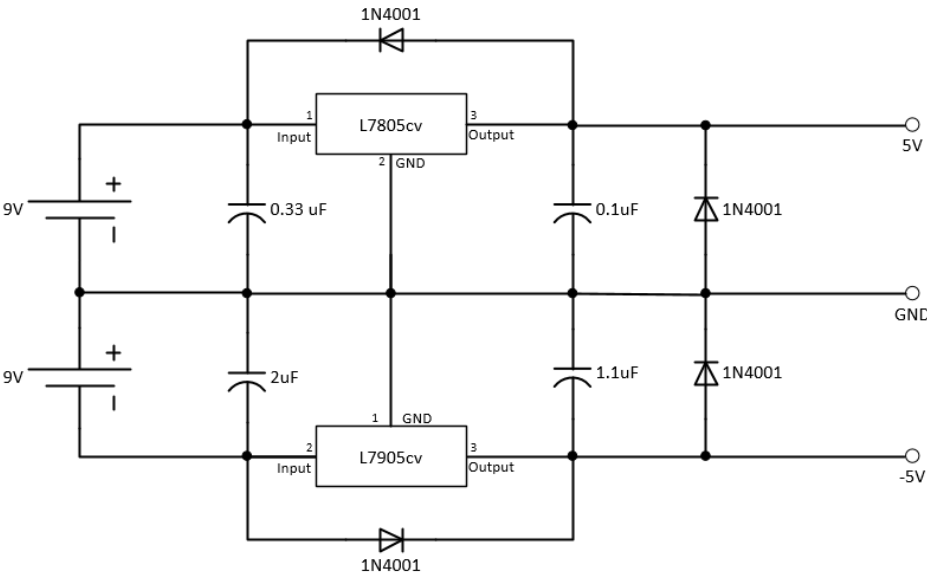 1N4001
1
L7805cv
3
Input
Output
5V
2 GND
+
9V
0.33 uF
0.1uF
1N4001
–
GND
+
9V
2uF
1.1uF
1N4001
–
1 GND
2
L7905cv
3
Input
Output
-5V
1N4001